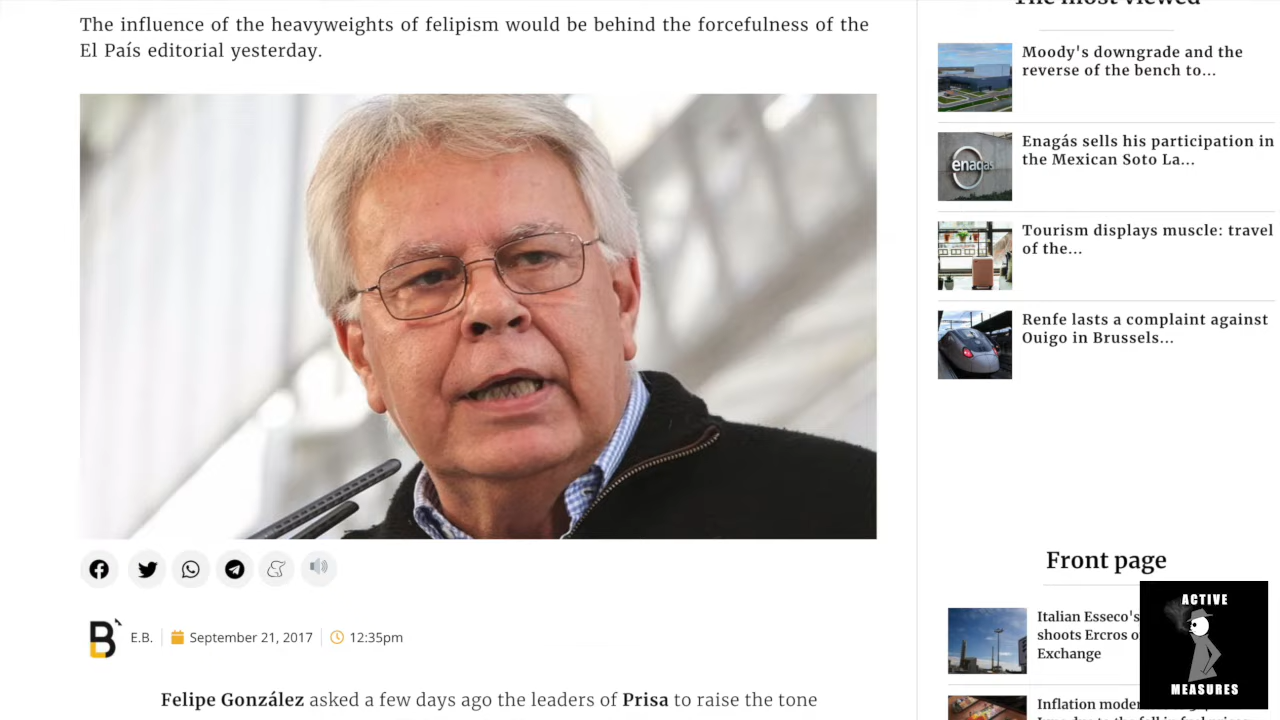 The influence of the heavyweights of felipism would be behind the forcefulness of the
El País editorial yesterday.
E.B.
September 21, 2017
12:35pm
Felipe González asked a few days ago the leaders of Prisa to raise the tone
The most viewed
Moody's downgrade and the
reverse of the bench to...
enagas
Enagás sells his participation in
the Mexican Soto La...
Tourism displays muscle: travel
of the...
Renfe lasts a complaint against
Ouigo in Brussels...
Front page
Italian Esseco's
shoots Ercros
Exchange
Inflation
ACTIVE
MEASURES